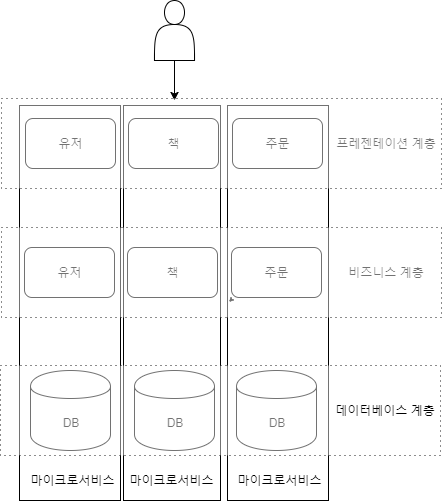 유저
책
주문
프레젠테이션 계층
유저
책
주문
비즈니스 계층
DB
DB
DB
데이터베이스 계층
마이크로서비스
마이크로서비스
마이크로서비스